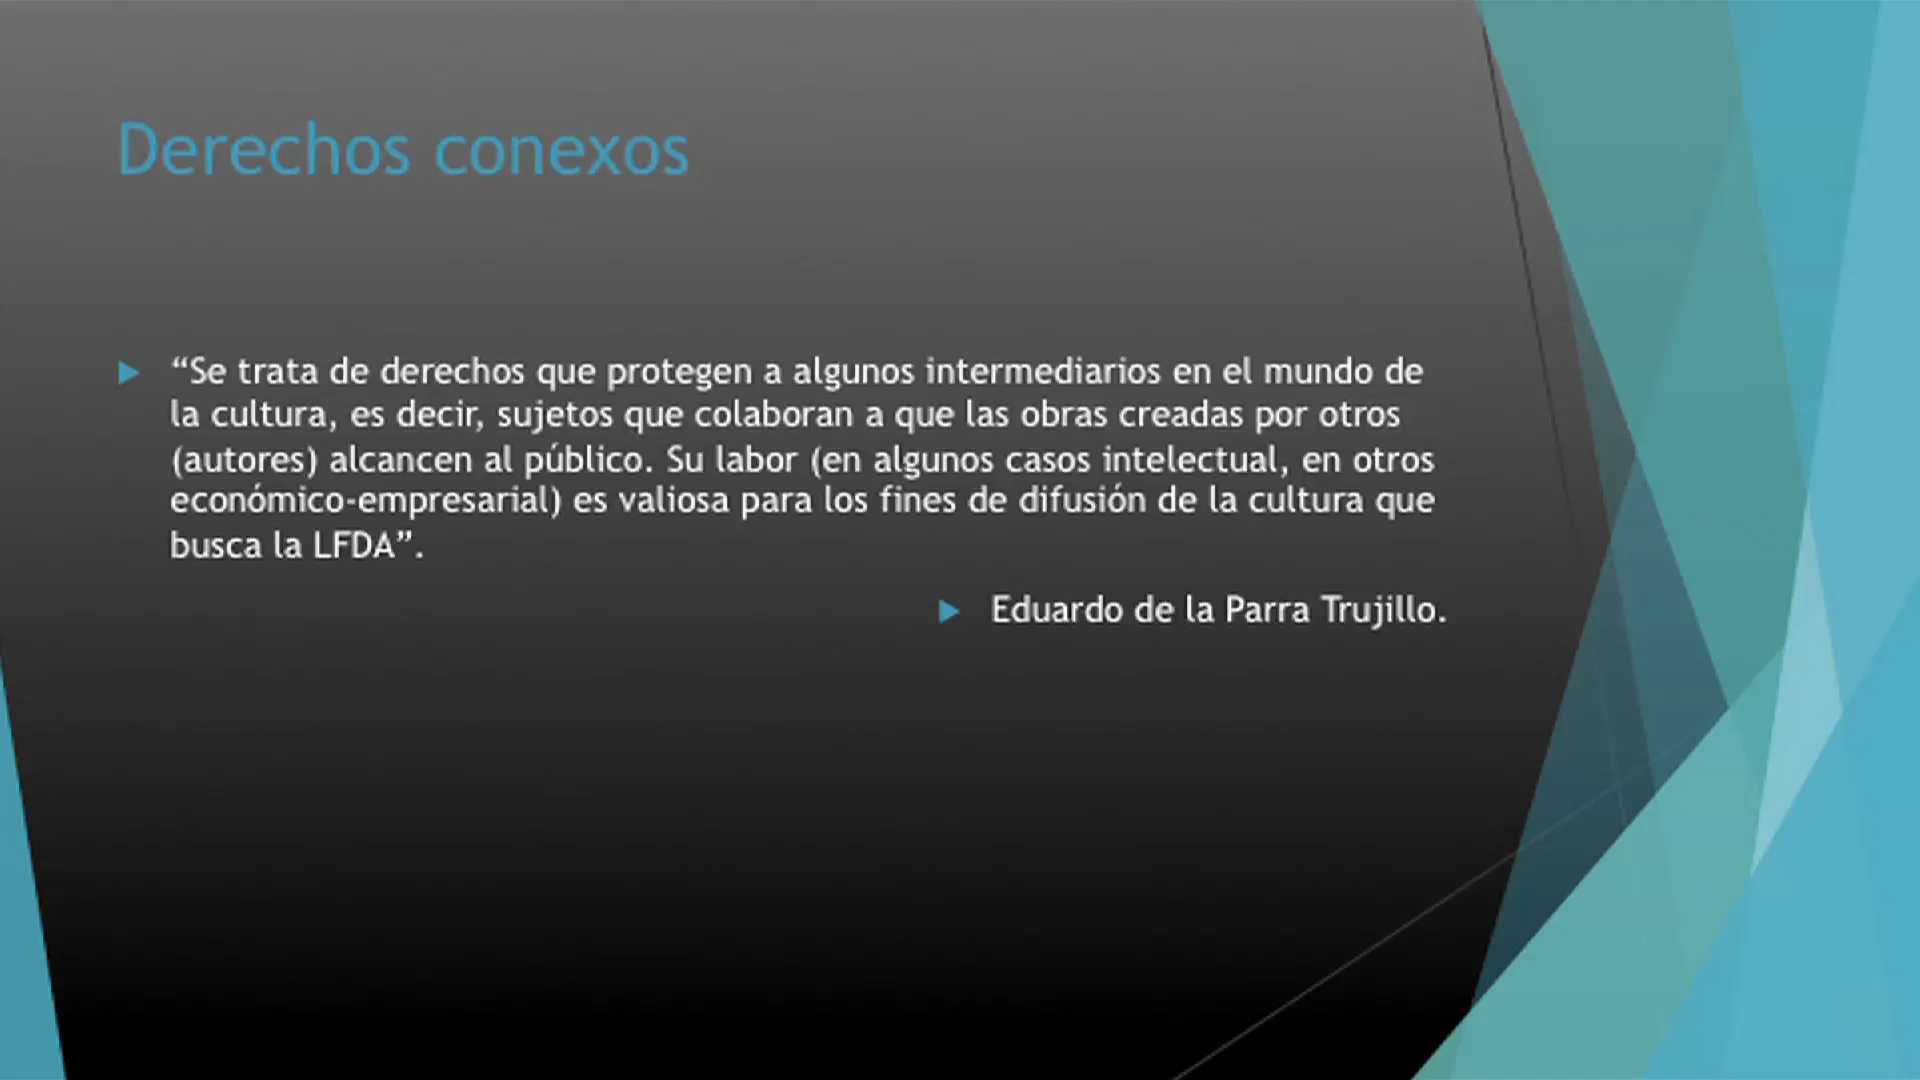 Derechos conexos
“Se trata de derechos que protegen a algunos intermediarios en el mundo de
la cultura, es decir, sujetos que colaboran a que las obras creadas por otros
(autores) alcancen al público. Su labor (en algunos casos intelectual, en otros
económico-empresarial) es valiosa para los fines de difusión de la cultura que
busca la LFDA”.
Eduardo de la Parra Trujillo.